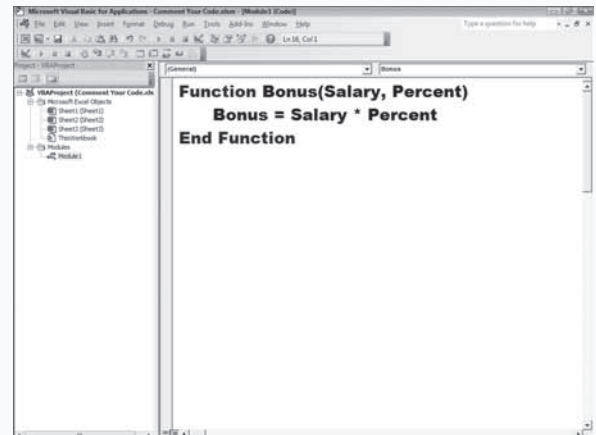 Microsoft Visual Basic for Applications - Comment Your Code.xlsm - [Module1 (Code)]
File Edit View Insert Format Debug Run Tools Add-Ins Window Help
Type a question for help
Ln 16, Col 1
Project - VBAProject
(General)
Bonus
VBAProject (Comment Your Code.xls
Microsoft Excel Objects
Sheet1 (Sheet1)
Sheet2 (Sheet2)
Sheet3 (Sheet3)
ThisWorkbook
Modules
Module1
Function Bonus(Salary, Percent)
Bonus = Salary * Percent
End Function